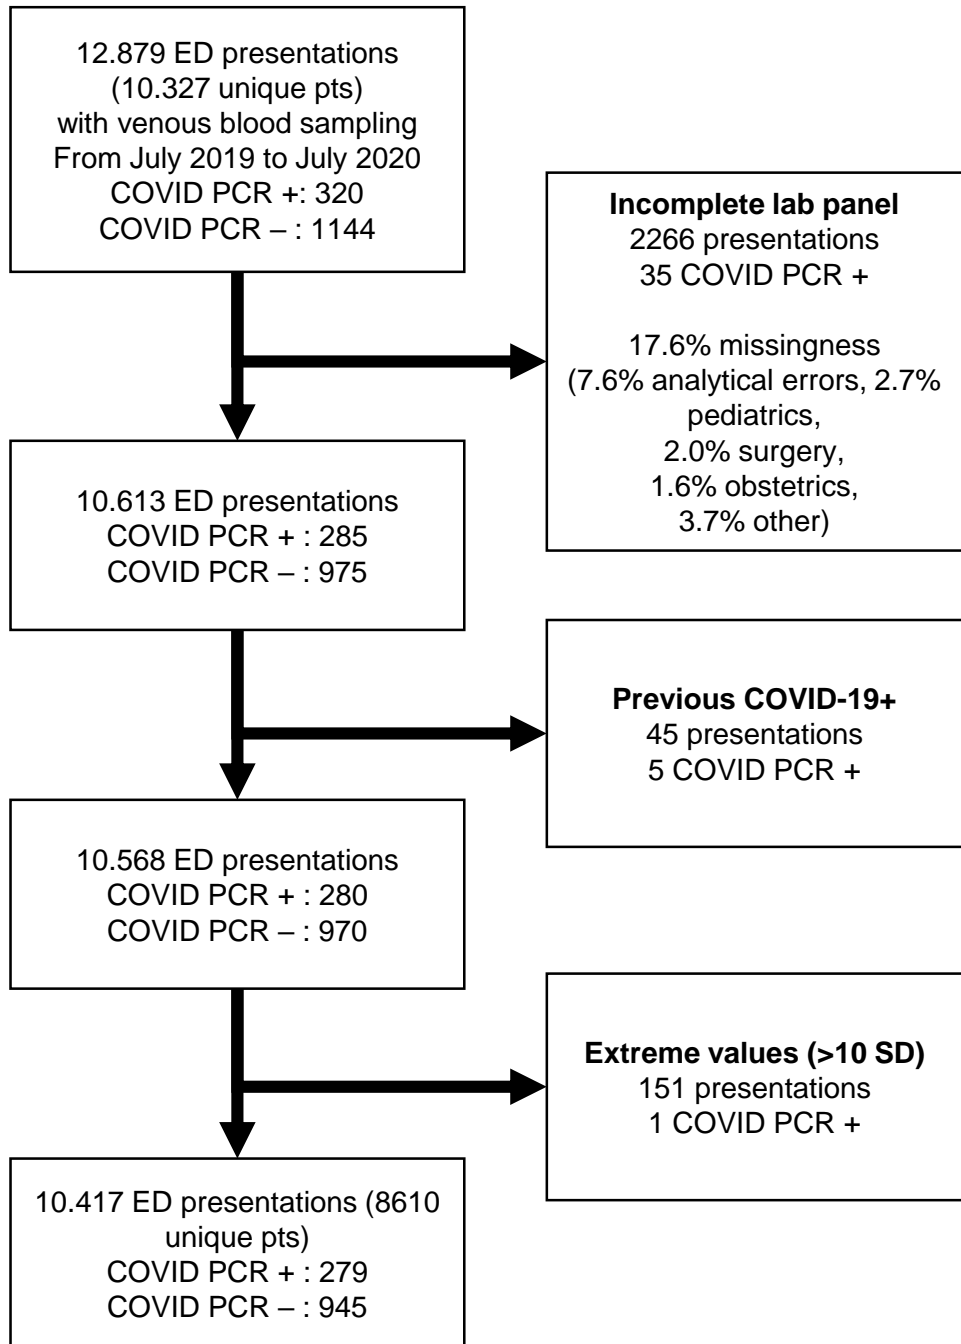 12.879 ED presentations
(10.327 unique pts)
with venous blood sampling
From July 2019 to July 2020
COVID PCR +: 320
COVID PCR – : 1144
Incomplete lab panel
2266 presentations
35 COVID PCR +
17.6% missingness
(7.6% analytical errors, 2.7%
pediatrics,
2.0% surgery,
1.6% obstetrics,
3.7% other)
10.613 ED presentations
COVID PCR + : 285
COVID PCR – : 975
Previous COVID-19+
45 presentations
5 COVID PCR +
10.568 ED presentations
COVID PCR + : 280
COVID PCR – : 970
Extreme values (>10 SD)
151 presentations
1 COVID PCR +
10.417 ED presentations (8610
unique pts)
COVID PCR + : 279
COVID PCR – : 945